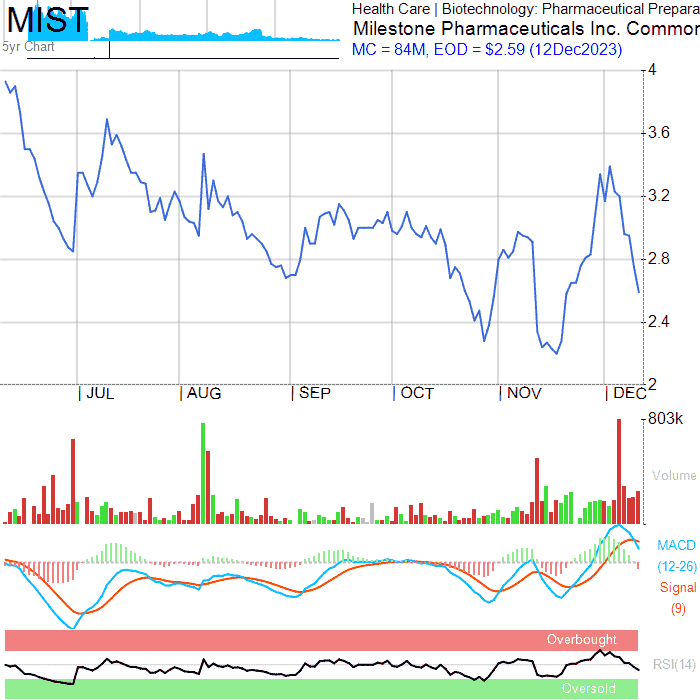 MIST
5yr Chart
Health Care | Biotechnology: Pharmaceutical Prepara
Milestone Pharmaceuticals Inc. Common
MC = 84M, EOD = $2.59 (12Dec2023)
4
3.6
3.2
2.8
2.4
2
| JUL | AUG | SEP | OCT | NOV | DEC
803k
Volume
MACD
(12-26)
Signal
(9)
Overbought
RSI(14)
Oversold